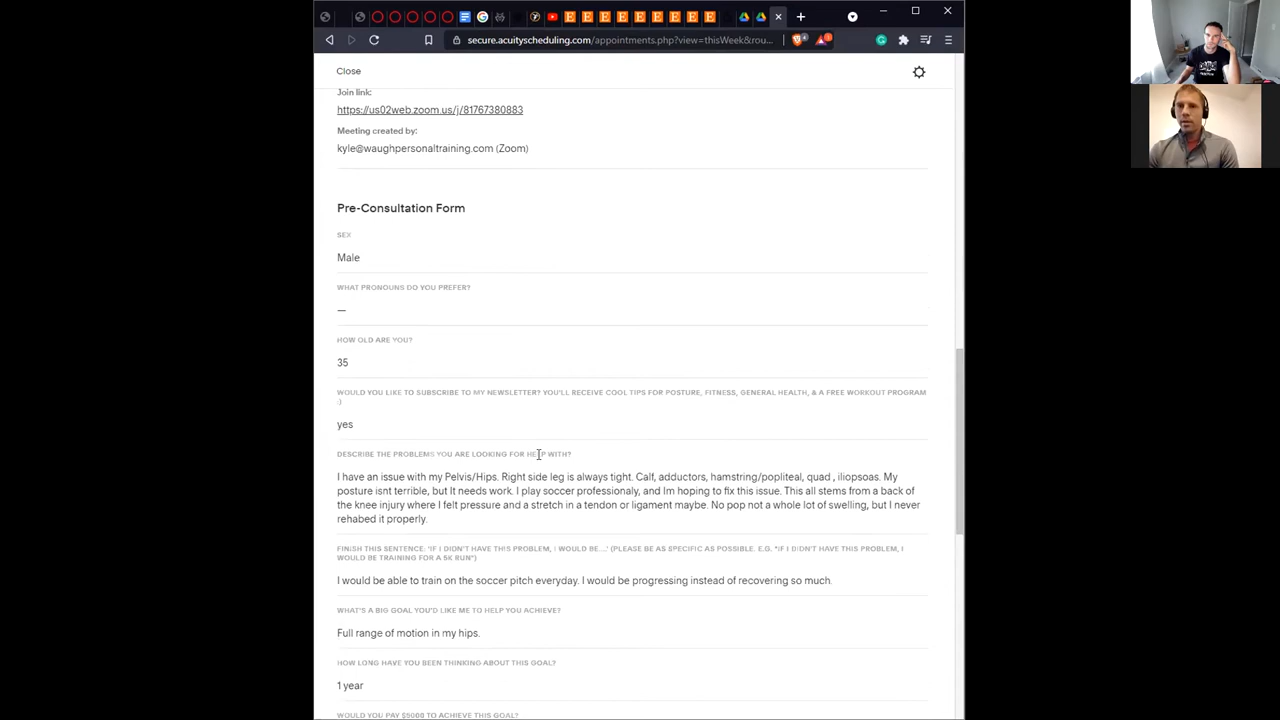 secure.acuityscheduling.com/appointments.php?view=thisWeek&rou...
Close
Join link:
https://us02web.zoom.us/j/81767380883
Meeting created by:
kyle@waughpersonaltraining.com (Zoom)
Pre-Consultation Form
SEX
Male
WHAT PRONOUNS DO YOU PREFER?
—
HOW OLD ARE YOU?
35
WOULD YOU LIKE TO SUBSCRIBE TO MY NEWSLETTER? YOU'LL RECEIVE COOL TIPS FOR POSTURE, FITNESS, GENERAL HEALTH, & A FREE WORKOUT PROGRAM
:)
yes
DESCRIBE THE PROBLEMS YOU ARE LOOKING FOR HELP WITH?
I have an issue with my Pelvis/Hips. Right side leg is always tight. Calf, adductors, hamstring/popliteal, quad , iliopsoas. My
posture isnt terrible, but It needs work. I play soccer professionaly, and Im hoping to fix this issue. This all stems from a back of
the knee injury where I felt pressure and a stretch in a tendon or ligament maybe. No pop not a whole lot of swelling, but I never
rehabed it properly.
FINISH THIS SENTENCE: 'IF I DIDN'T HAVE THIS PROBLEM, I WOULD BE....' (PLEASE BE AS SPECIFIC AS POSSIBLE. E.G. "IF I DIDN'T HAVE THIS PROBLEM, I
WOULD BE TRAINING FOR A 5K RUN")
I would be able to train on the soccer pitch everyday. I would be progressing instead of recovering so much.
WHAT'S A BIG GOAL YOU'D LIKE ME TO HELP YOU ACHIEVE?
Full range of motion in my hips.
HOW LONG HAVE YOU BEEN THINKING ABOUT THIS GOAL?
1 year
WOULD YOU PAY $5000 TO ACHIEVE THIS GOAL?